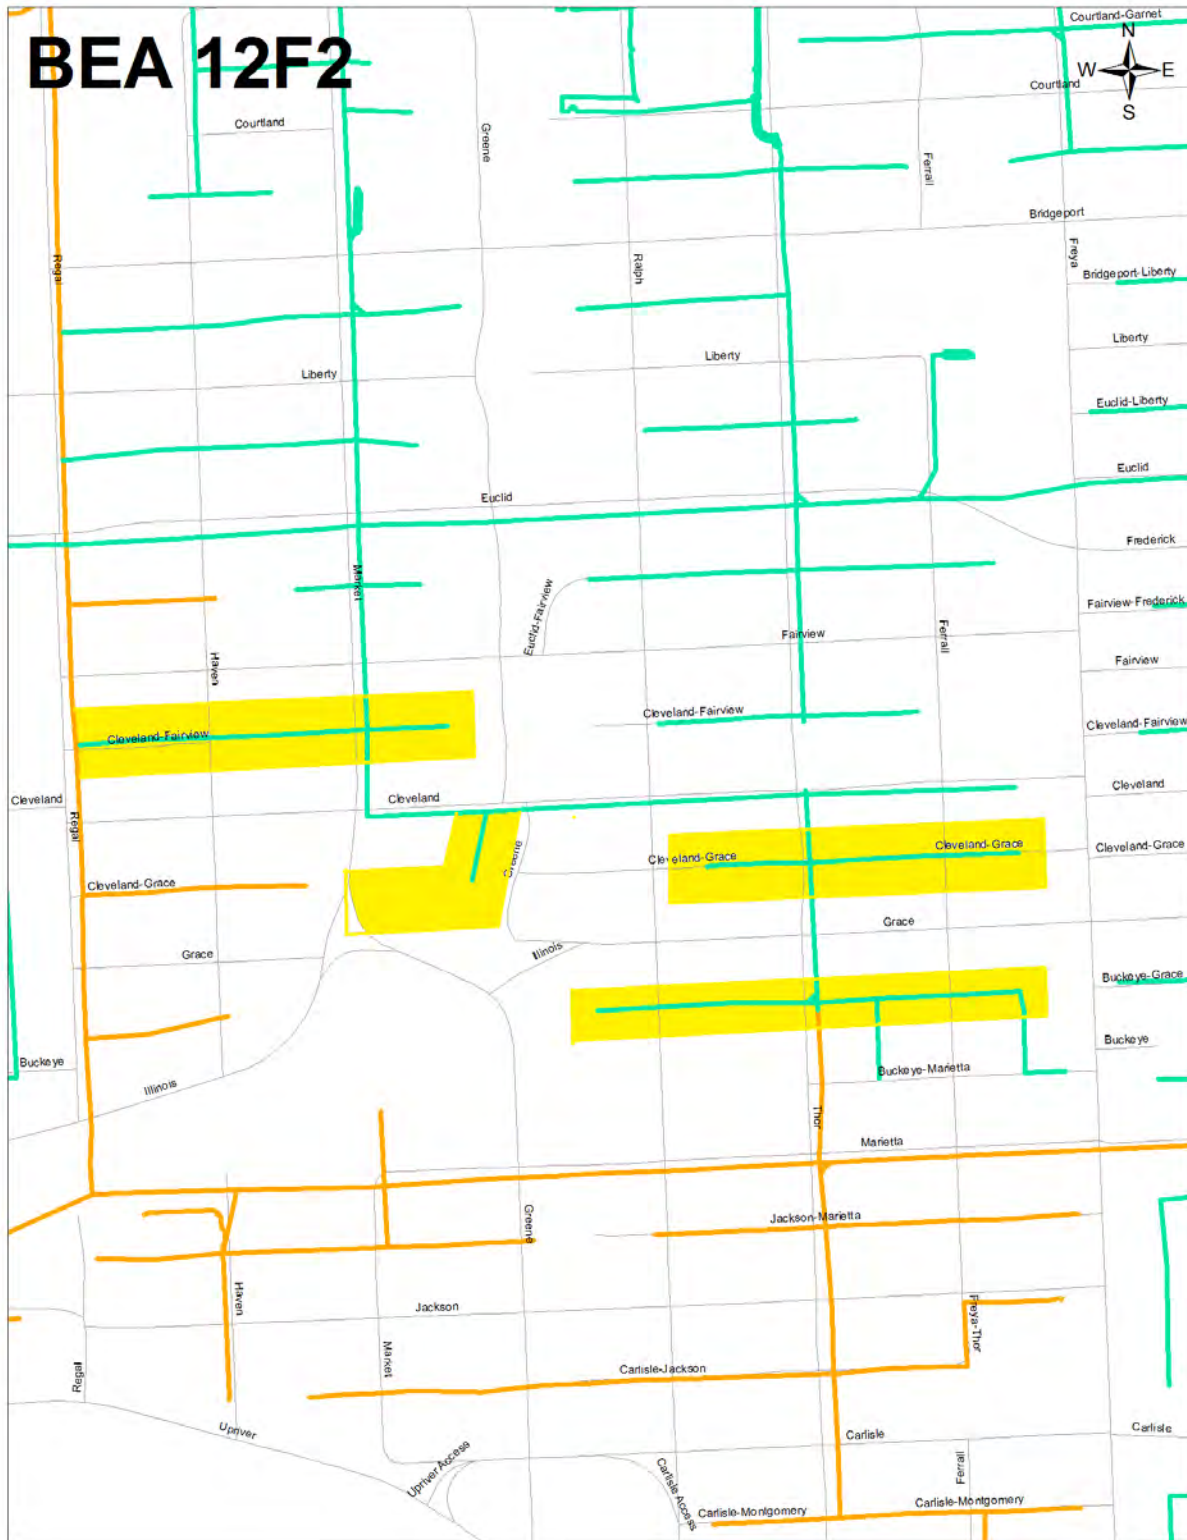 Courtland-Garnet
BEA 12F2
N
W E
S
Courtland
Courtland
Greene
Ferrall
Bridgeport
Regal
Ralph
Freya
Bridgeport-Liberty
Liberty
Liberty
Liberty
Euclid-Liberty
Euclid
Euclid
Frederick
Market
Euclid-Fairview
Fairview-Frederick
Ferrall
Fairview
Haven
Fairview
Cleveland-Fairview
Cleveland-Fairview
Cleveland-Fairview
Cleveland
Cleveland
Cleveland
Regal
Greene
Cleveland-Grace
Cleveland-Grace
Cleveland-Grace
Cleveland-Grace
Grace
Grace
Illinois
Buckeye-Grace
Buckeye
Buckeye
Buckeye-Marietta
Illinois
Thor
Marietta
Greene
Jackson-Marietta
Haven
Jackson
Freya-Thor
Market
Regal
Carlisle-Jackson
Upriver
Carlisle
Carlisle
Upriver Access
Carlisle Access
Ferrall
Carlisle-Montgomery
Carlisle-Montgomery